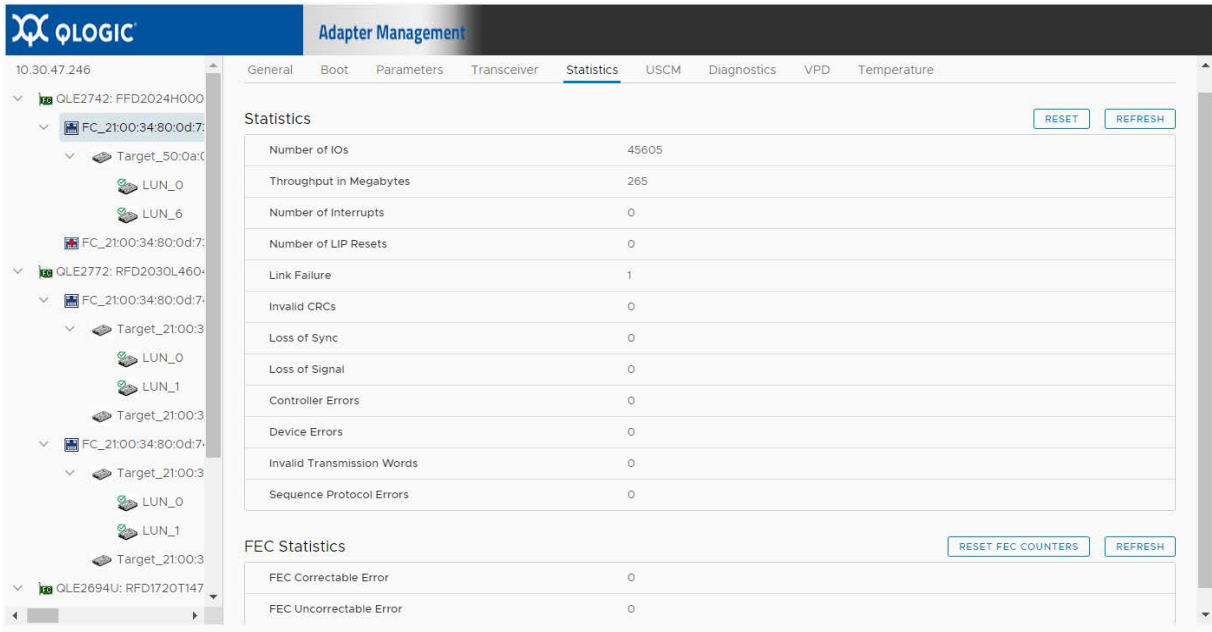 QLOGIC
Adapter Management
10.30.47.246
QLE2742: FFD2024H000
FC_21:00:34:80:0d:7
Target_50:0a:0
LUN_0
LUN_6
FC_21:00:34:80:0d:7
QLE2772: RFD2030L460
FC_21:00:34:80:0d:7
Target_21:00:3
LUN_0
LUN_1
Target_21:00:3
FC_21:00:34:80:0d:7
Target_21:00:3
LUN_0
LUN_1
Target_21:00:3
QLE2694U: RFD1720T147
General Boot Parameters Transceiver Statistics USCM Diagnostics VPD Temperature
Statistics RESET REFRESH
Number of IOs 45605
Throughput in Megabytes 265
Number of Interrupts 0
Number of LIP Resets 0
Link Failure 1
Invalid CRCs 0
Loss of Sync 0
Loss of Signal 0
Controller Errors 0
Device Errors 0
Invalid Transmission Words 0
Sequence Protocol Errors 0
FEC Statistics RESET FEC COUNTERS REFRESH
FEC Correctable Error 0
FEC Uncorrectable Error 0